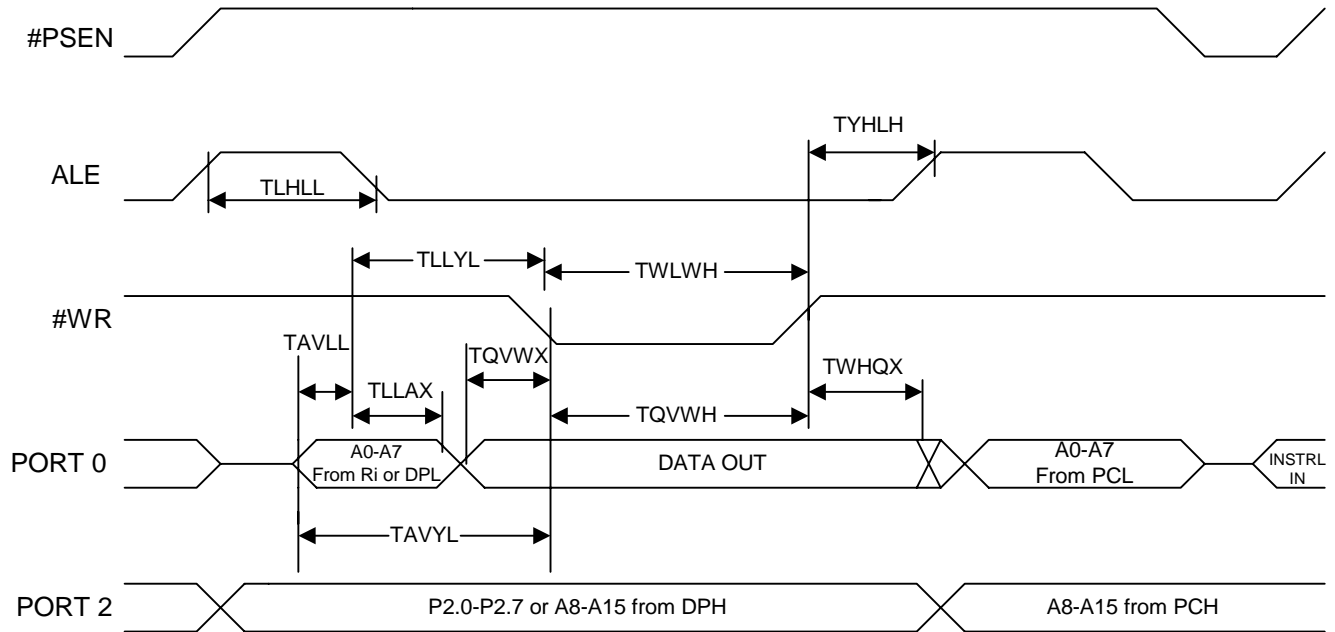 #PSEN
TYHLH
ALE
TLHLL
TLLYL
TWLWH
#WR
TAVLL
TQVWX
TLLAX
TWHQX
TQVWH
PORT 0
A0-A7
From Ri or DPL
DATA OUT
A0-A7
From PCL
INSTRL
IN
TAVYL
PORT 2
P2.0-P2.7 or A8-A15 from DPH
A8-A15 from PCH